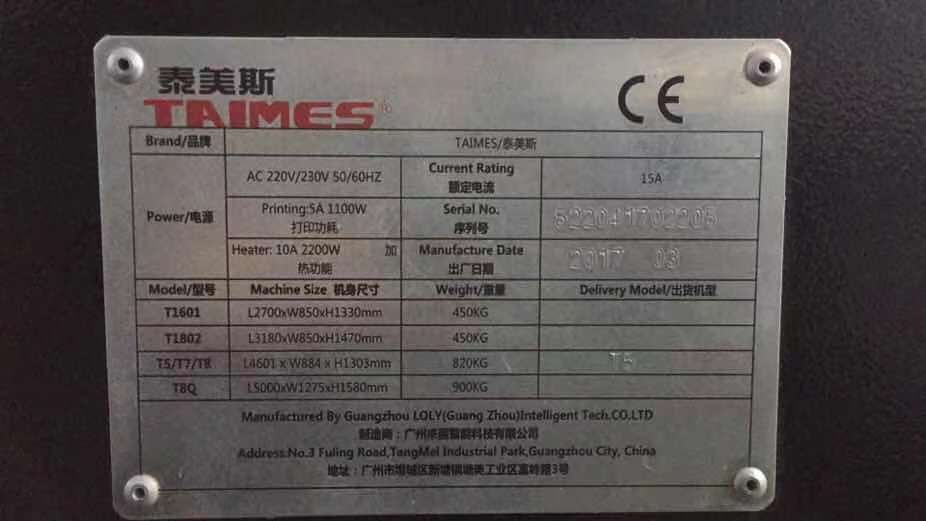 泰美斯
TAIMES®
CE
Brand/品牌 TAIMES/泰美斯
Power/电源 AC 220V/230V 50/60HZ Current Rating 额定电流 15A
Printing:5A 1100W 打印功耗 Serial No. 序列号
Heater: 10A 2200W 加热功能 Manufacture Date 出厂日期 2017 03
Model/型号 Machine Size 机身尺寸 Weight/重量 Delivery Model/出货机型
T1601 L2700xW850xH1330mm 450KG
T1802 L3180xW850xH1470mm 450KG
T5/T7/T8 L4601 x W884 x H1303mm 820KG T5
T8Q L5000xW1275xH1580mm 900KG
Manufactured By Guangzhou LOLY(Guang Zhou)Intelligent Tech.CO.LTD
制造商：广州乐丽智能科技有限公司
Address:No.3 Fuling Road,TangMei Industrial Park,Guangzhou City, China
地址：广州市增城区新塘镇塘美工业区富岭路3号